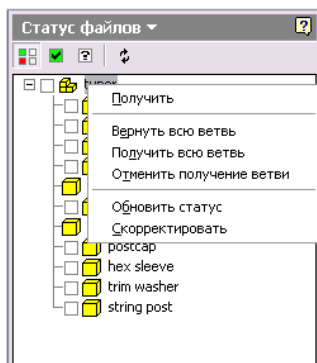 Статус файлов
Получить
Вернуть всю ветвь
Получить всю ветвь
Отменить получение ветви
Обновить статус
Скорректировать
postcap
hex sleeve
trim washer
string post